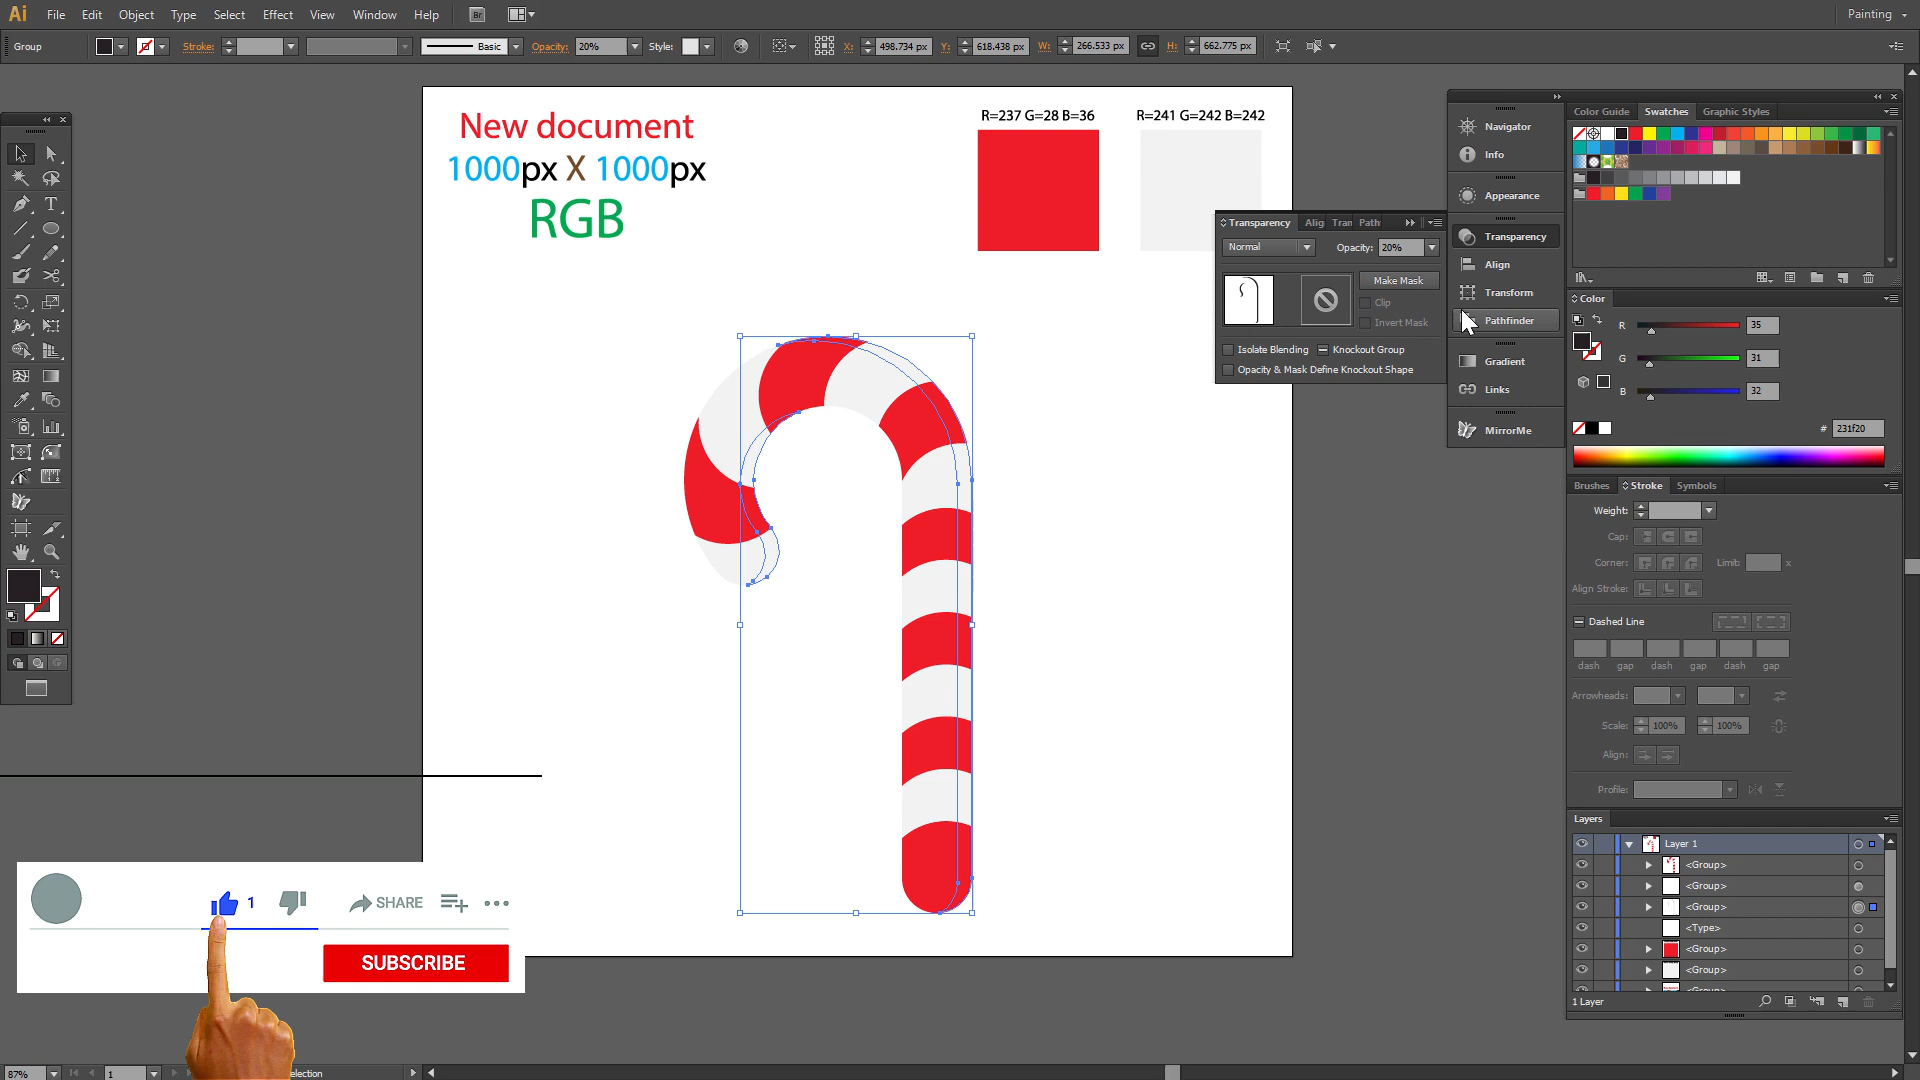 Ai File Edit Object Type Select Effect View Window Help Br Painting
Group Stroke: Basic Opacity: 20% Style: X: 498.734 px Y: 618.438 px W: 266.533 px H: 662.775 px
New document
1000px X 1000px
RGB
R=237 G=28 B=36
R=241 G=242 B=242
Transparency Alig Tran Path
Normal Opacity: 20%
Make Mask
Clip
Invert Mask
Isolate Blending Knockout Group
Opacity & Mask Define Knockout Shape
Navigator
Info
Appearance
Transparency
Align
Transform
Pathfinder
Gradient
Links
MirrorMe
Color Guide Swatches Graphic Styles
Color
R 35
G 31
B 32
# 231f20
Brushes Stroke Symbols
Weight:
Cap:
Corner: Limit: x
Align Stroke:
Dashed Line
dash gap dash gap dash gap
Arrowheads:
Scale: 100% 100%
Align:
Profile:
Layers
Layer 1
<Group>
<Group>
<Group>
<Type>
<Group>
<Group>
<Group>
1 Layer
1 SHARE
SUBSCRIBE
87% 1 election